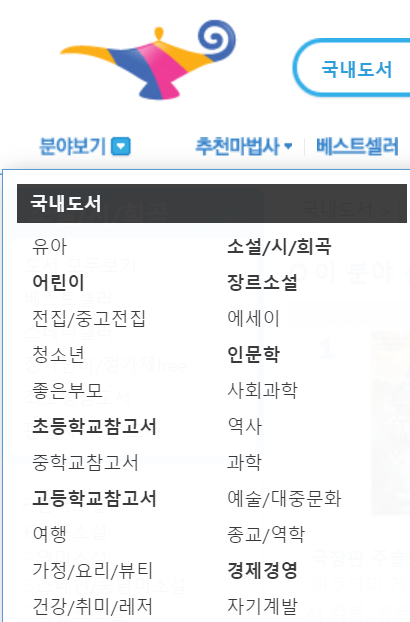 국내도서
분야보기 추천마법사 베스트셀러
국내도서
유아 소설/시/희곡
어린이 장르소설
전집/중고전집 에세이
청소년 인문학
좋은부모 사회과학
초등학교참고서 역사
중학교참고서 과학
고등학교참고서 예술/대중문화
여행 종교/역학
가정/요리/뷰티 경제경영
건강/취미/레저 자기계발